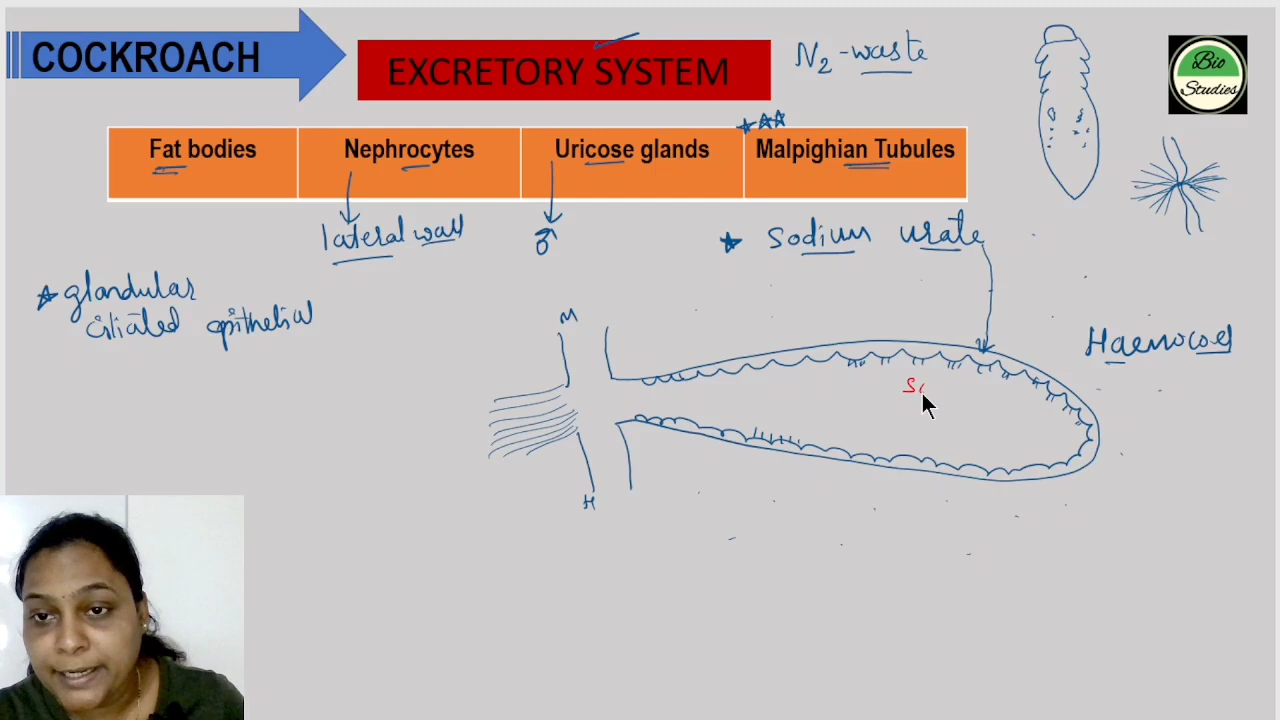 COCKROACH
EXCRETORY SYSTEM
N2-waste
Bio
Studies
Fat bodies
Nephrocytes
Uricose glands
Malpighian Tubules
lateral wall
♂
sodium urate
glandular
ciliated epithelial
M
Haemocoel
H